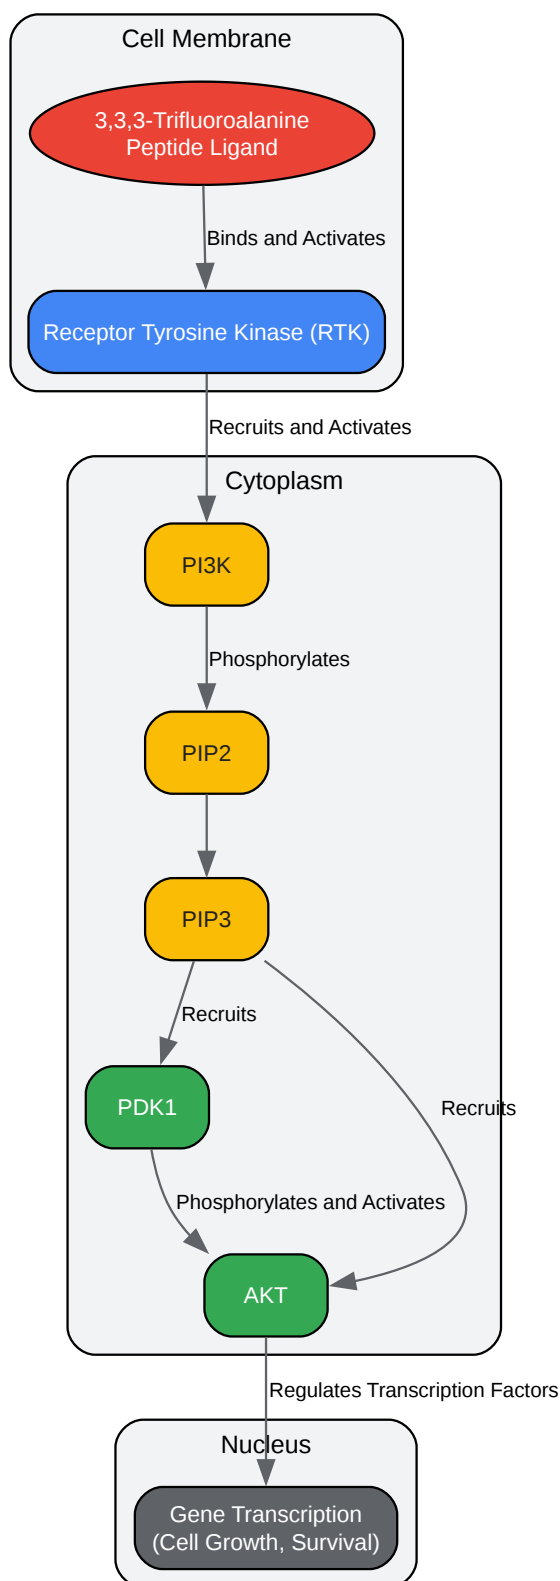 Cell Membrane
3,3,3-Trifluoroalanine
Peptide Ligand
Binds and Activates
Receptor Tyrosine Kinase (RTK)
Recruits and Activates
Cytoplasm
PI3K
Phosphorylates
PIP2
PIP3
Recruits
PDK1
Recruits
Phosphorylates and Activates
AKT
Regulates Transcription Factors
Nucleus
Gene Transcription
(Cell Growth, Survival)